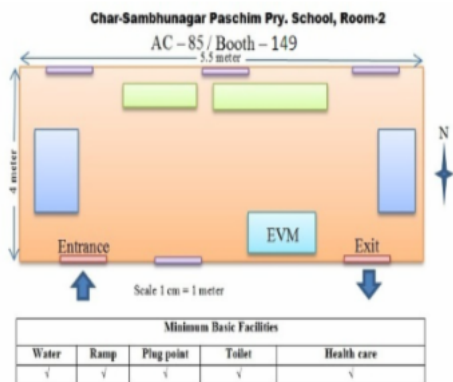 Char-Sambhunagar Paschim Pry. School, Room-2
AC – 85 / Booth – 149
5.5 meter
4 meter
N
EVM
Entrance
Exit
Scale 1 cm = 1 meter
Minimum Basic Facilities
Water Ramp Plug point Toilet Health care
√ √ √ √ √